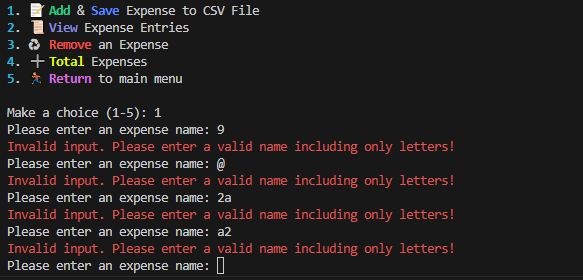 1. 📝 Add & Save Expense to CSV File
2. 📜 View Expense Entries
3. ♻️ Remove an Expense
4. ➕ Total Expenses
5. 🏃 Return to main menu

Make a choice (1-5): 1
Please enter an expense name: 9
Invalid input. Please enter a valid name including only letters!
Please enter an expense name: @
Invalid input. Please enter a valid name including only letters!
Please enter an expense name: 2a
Invalid input. Please enter a valid name including only letters!
Please enter an expense name: a2
Invalid input. Please enter a valid name including only letters!
Please enter an expense name: